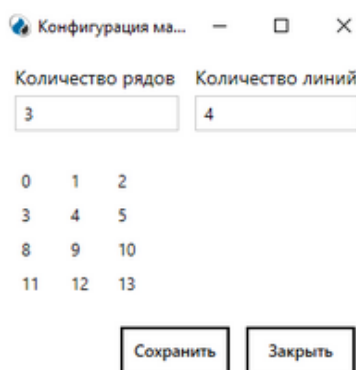 Конфигурация ма...
Количество рядов Количество линий
3 4
0 1 2
3 4 5
8 9 10
11 12 13
Сохранить Закрыть